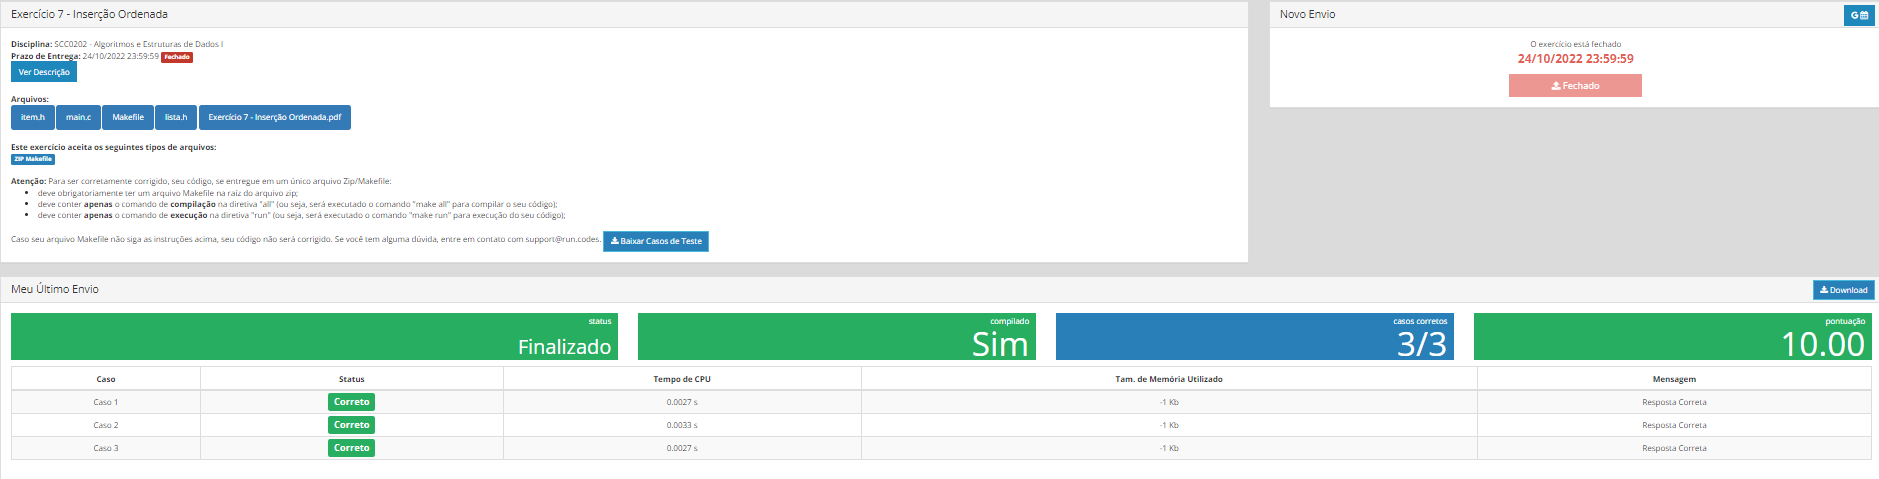 Exercício 7 - Inserção Ordenada
Disciplina: SCC0202 - Algoritmos e Estruturas de Dados I
Prazo de Entrega: 24/10/2022 23:59:59 Fechado
Ver Descrição
Arquivos:
item.h main.c Makefile lista.h Exercício 7 - Inserção Ordenada.pdf
Este exercício aceita os seguintes tipos de arquivos:
ZIP Makefile
Atenção: Para ser corretamente corrigido, seu código, se entregue em um único arquivo Zip/Makefile:
• deve obrigatoriamente ter um arquivo Makefile na raíz do arquivo zip;
• deve conter apenas o comando de compilação na diretiva "all" (ou seja, será executado o comando "make all" para compilar o seu código);
• deve conter apenas o comando de execução na diretiva "run" (ou seja, será executado o comando "make run" para execução do seu código);
Caso seu arquivo Makefile não siga as instruções acima, seu código não será corrigido. Se você tem alguma dúvida, entre em contato com support@run.codes. Baixar Casos de Teste
Novo Envio
G
O exercício está fechado
24/10/2022 23:59:59
Fechado
Meu Último Envio
Download
status
Finalizado
compilado
Sim
casos corretos
3/3
pontuação
10.00
Caso Status Tempo de CPU Tam. de Memória Utilizado Mensagem
Caso 1 Correto 0.0027 s -1 Kb Resposta Correta
Caso 2 Correto 0.0033 s -1 Kb Resposta Correta
Caso 3 Correto 0.0027 s -1 Kb Resposta Correta